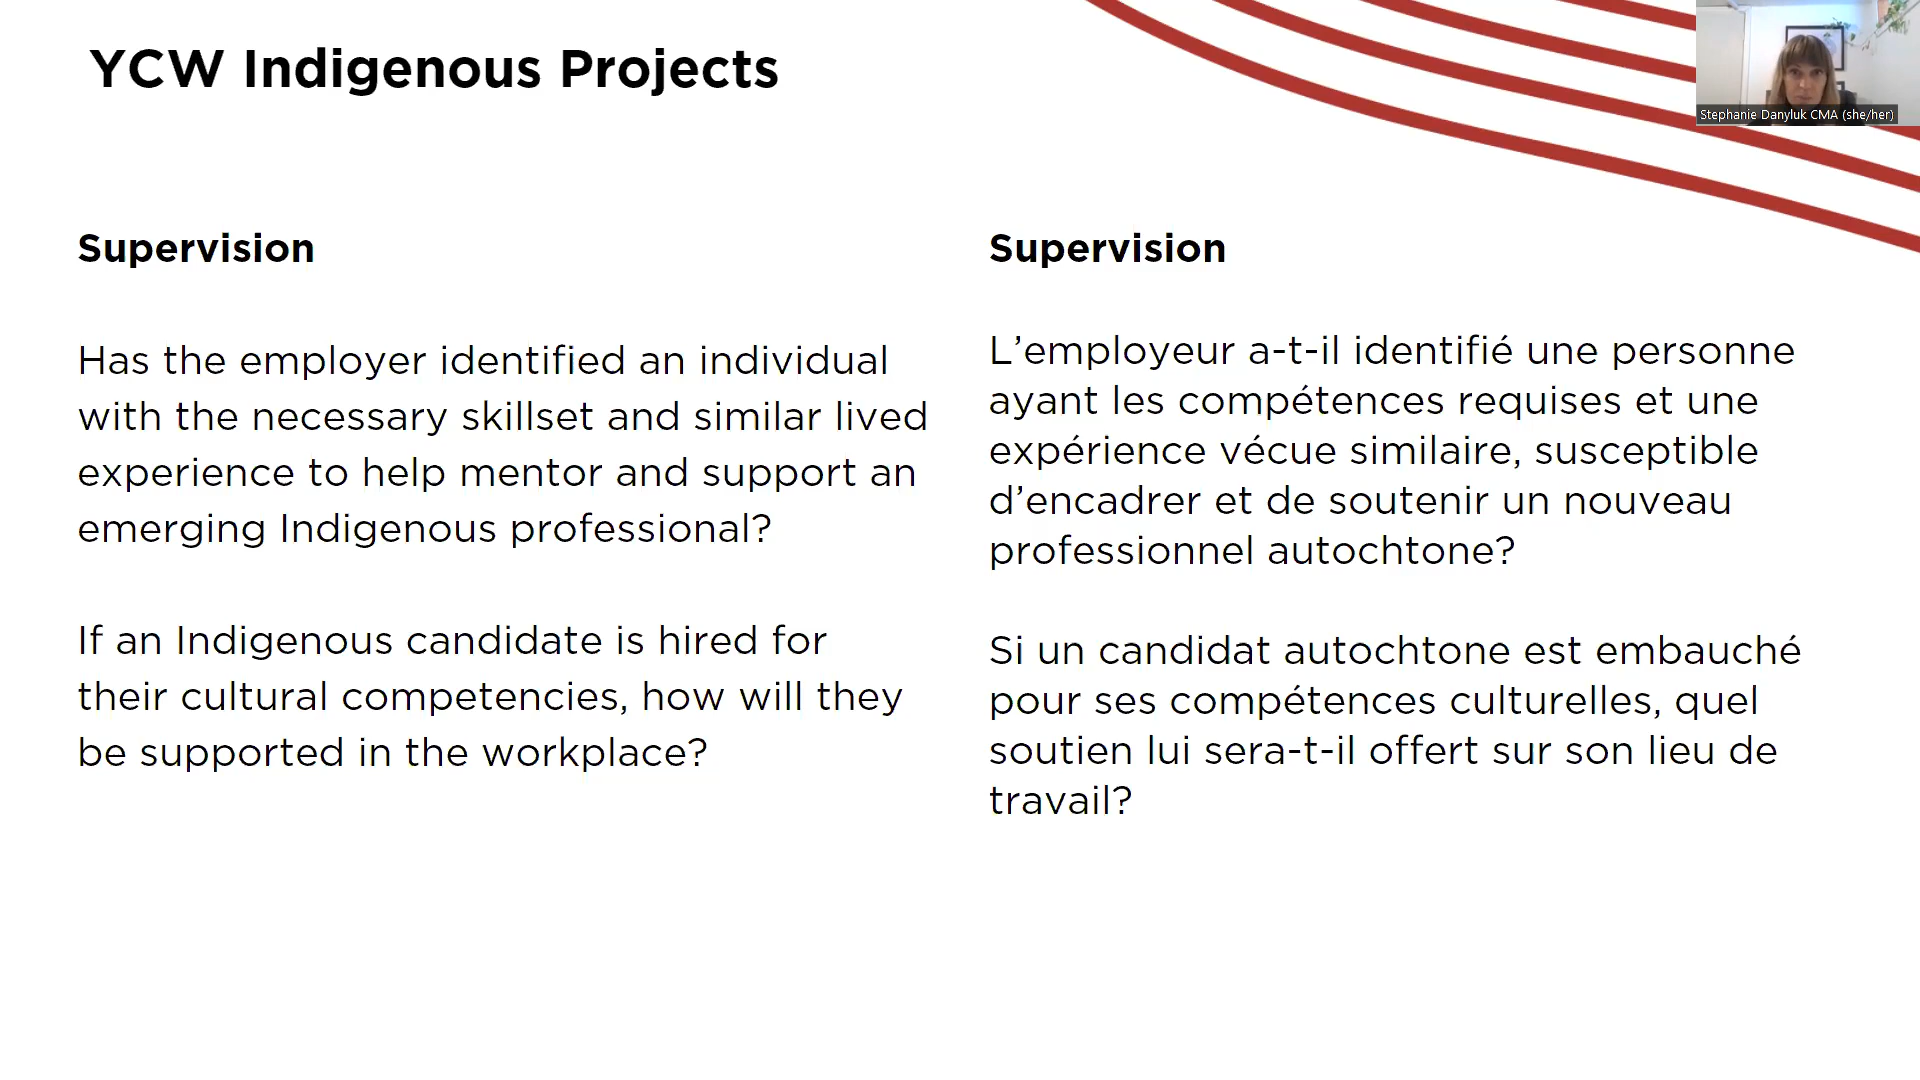 YCW Indigenous Projects
Stephanie Danyluk CMA (she/her)
Supervision
Has the employer identified an individual
with the necessary skillset and similar lived
experience to help mentor and support an
emerging Indigenous professional?
If an Indigenous candidate is hired for
their cultural competencies, how will they
be supported in the workplace?
Supervision
L’employeur a-t-il identifié une personne
ayant les compétences requises et une
expérience vécue similaire, susceptible
d’encadrer et de soutenir un nouveau
professionnel autochtone?
Si un candidat autochtone est embauché
pour ses compétences culturelles, quel
soutien lui sera-t-il offert sur son lieu de
travail?